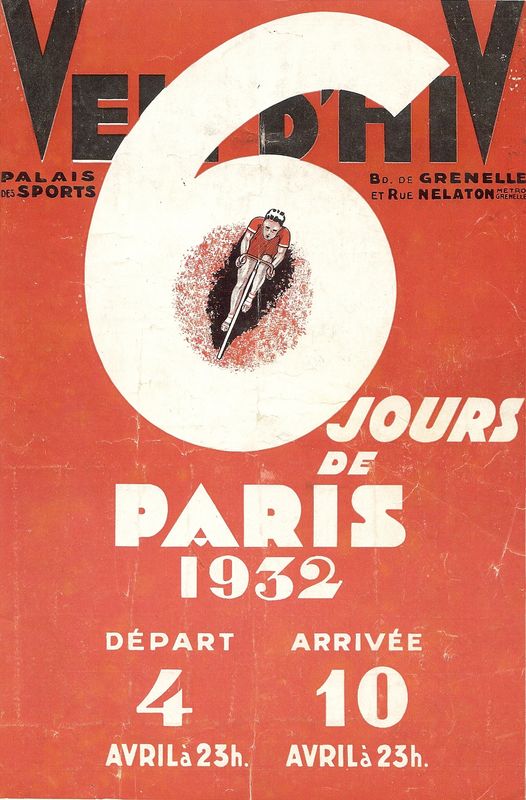 VEL D'HIV
PALAIS
DES SPORTS
BD. DE GRENELLE
ET RUE NELATON METRO GRENELLE
6
JOURS
DE
PARIS
1932
DÉPART ARRIVÉE
4 10
AVRIL à 23h. AVRIL à 23h.